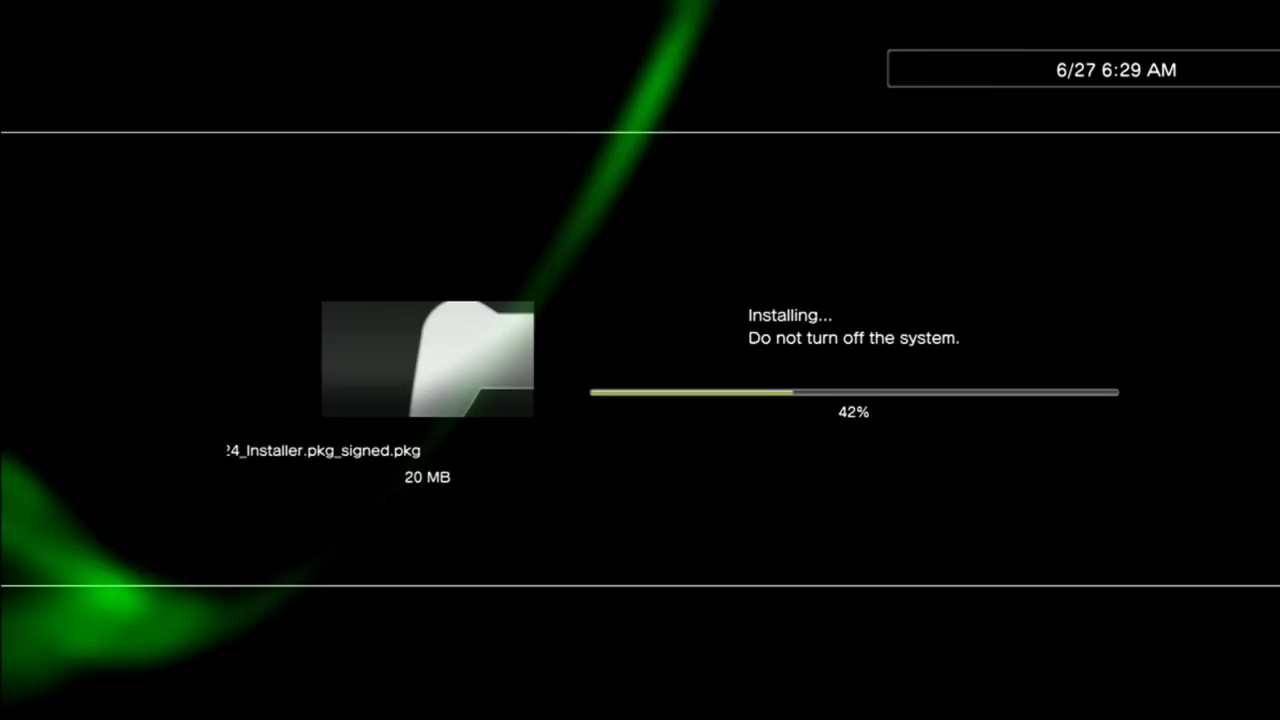 6/27 6:29 AM
Installing...
Do not turn off the system.
42%
24_Installer.pkg_signed.pkg
20 MB